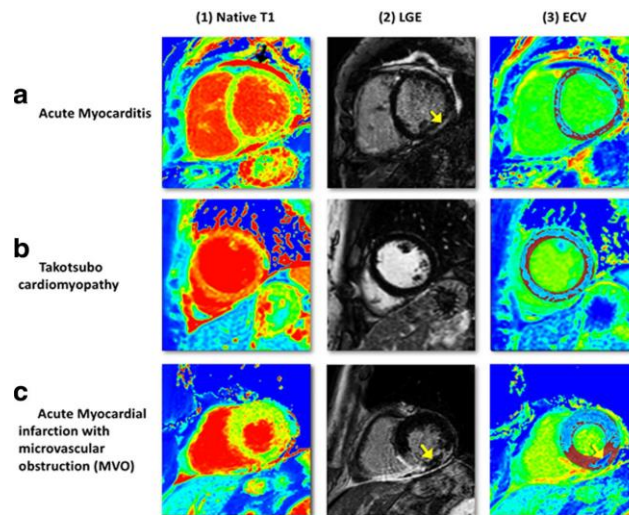 (1) Native T1
(2) LGE
(3) ECV
a
Acute Myocarditis
b
Takotsubo
cardiomyopathy
c
Acute Myocardial
infarction with
microvascular
obstruction (MVO)